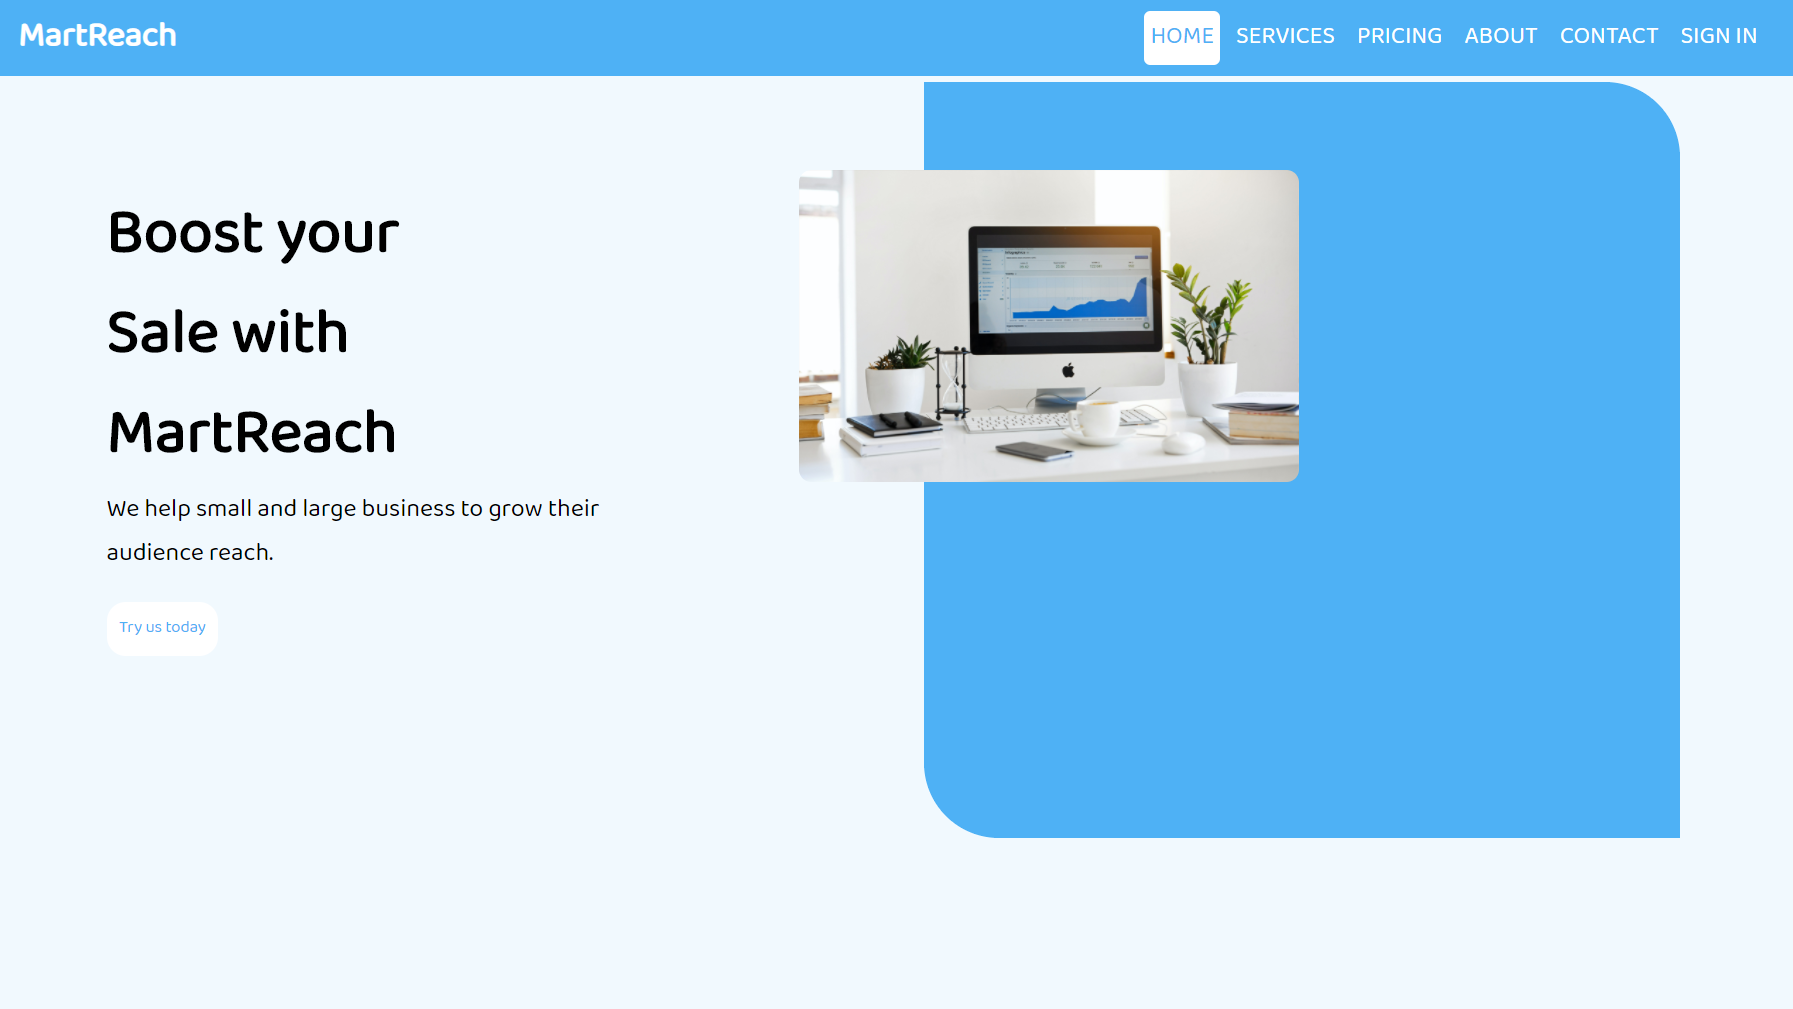 MartReach
HOME SERVICES PRICING ABOUT CONTACT SIGN IN
Boost your
Sale with
MartReach
We help small and large business to grow their
audience reach.
Try us today